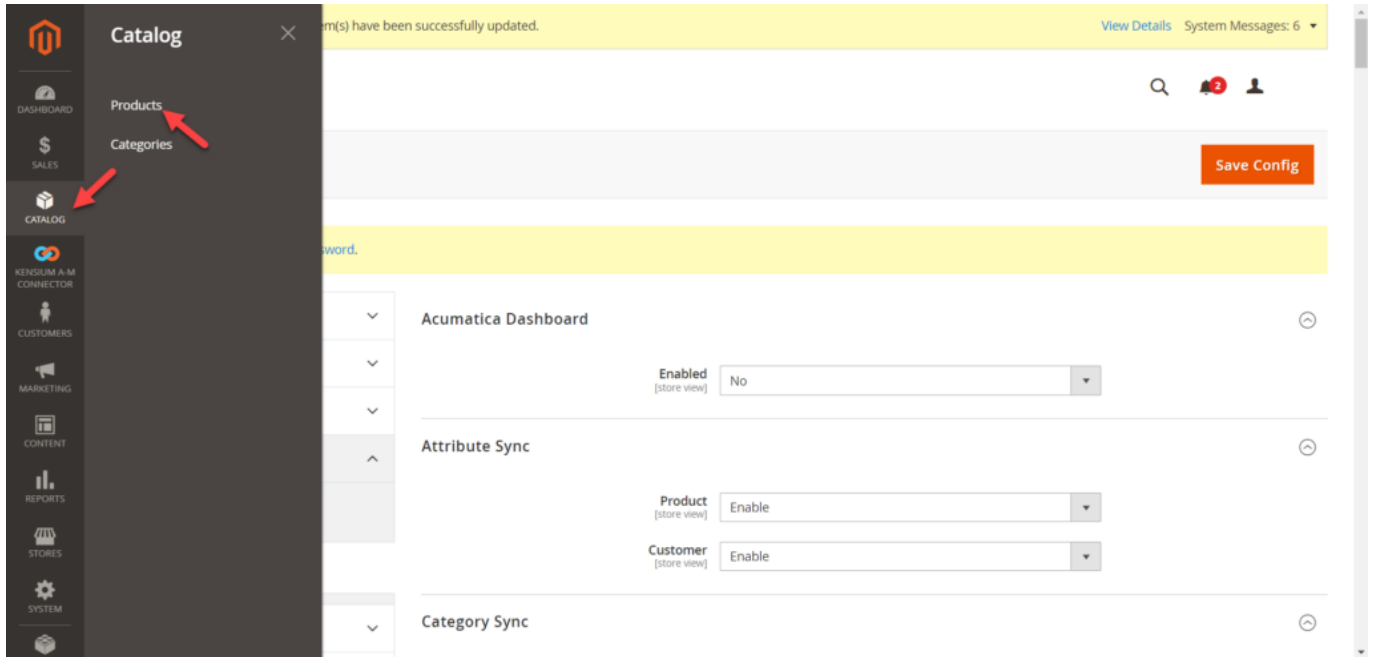 Catalog
em(s) have been successfully updated.
View Details System Messages: 6
DASHBOARD
Products
2
SALES
Categories
Save Config
CATALOG
sword.
KENSIUM A-M
CONNECTOR
CUSTOMERS
Acumatica Dashboard
Enabled
[store view]
No
MARKETING
CONTENT
Attribute Sync
REPORTS
Product
[store view]
Enable
STORES
Customer
[store view]
Enable
SYSTEM
Category Sync